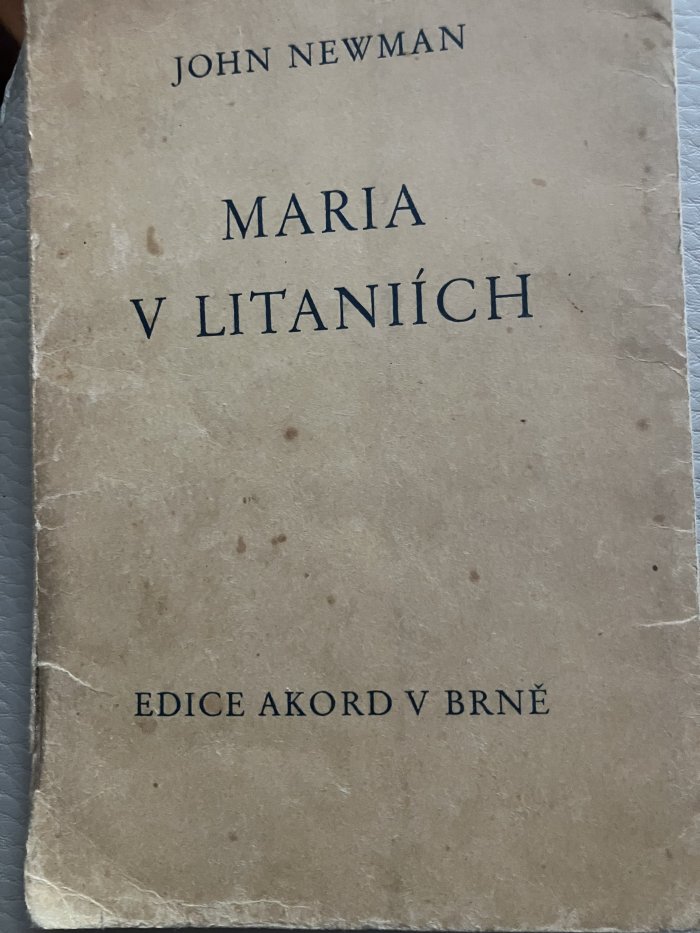 JOHN NEWMAN
MARIA
V LITANIÍCH
EDICE AKORD V BRNĚ